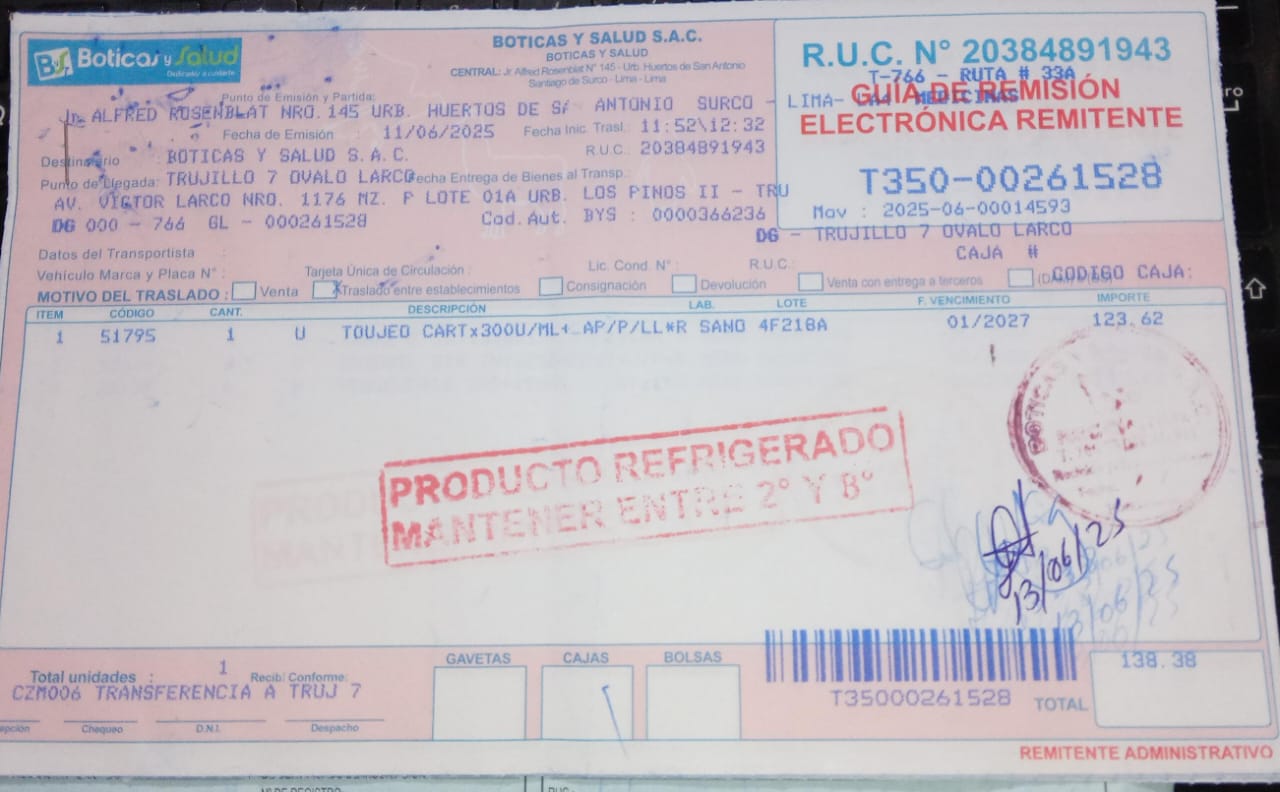 Boticas y Salud
Dedicados a cuidarte
BOTICAS Y SALUD S.A.C.
BOTICAS Y SALUD
CENTRAL: Jr. Alfred Rosenblat N° 145 - Urb. Huertos de San Antonio
Santiago de Surco - Lima - Lima
R.U.C. N° 20384891943
T-766 - RUTA # 33A
GUÍA DE REMISIÓN
ELECTRÓNICA REMITENTE
T350-00261528
Mov : 2025-06-00014593
Punto de Emisión y Partida:
Jr. ALFRED ROSENBLAT NRO. 145 URB. HUERTOS DE SA ANTONIO SURCO - LIMA- MEDICINAS
Fecha de Emisión : 11/06/2025 Fecha Inic. Trasl.: 11:52\12:32
Destinatario : BOTICAS Y SALUD S.A.C. R.U.C.: 20384891943
Punto de Llegada: TRUJILLO 7 OVALO LARCO Fecha Entrega de Bienes al Transp.:
AV. VICTOR LARCO NRO. 1176 MZ. P LOTE 01A URB. LOS PINOS II - TRU
DG 000 - 766 GL - 000261528 Cod. Aut. BYS : 0000366236
DG - TRUJILLO 7 OVALO LARCO
CAJA #
Datos del Transportista
Vehículo Marca y Placa N° : Tarjeta Única de Circulación : Lic. Cond. N° : R.U.C.:
CODIGO CAJA:
MOTIVO DEL TRASLADO : Venta X Traslado entre establecimientos Consignación Devolución Venta con entrega a terceros
ITEM CÓDIGO CANT. DESCRIPCIÓN LAB. LOTE F. VENCIMIENTO IMPORTE
1 51795 1 U TOUJEO CARTx300U/ML+ AP/P/LL*R SANO 4F218A 01/2027 123.62
BOTICAS
PRODUCTO REFRIGERADO
MANTENER ENTRE 2° Y 8°
13/06/25
Total unidades : 1 Recibi Conforme:
CZM006 TRANSFERENCIA A TRUJ 7
Chequeo D.N.I. Despacho
GAVETAS CAJAS BOLSAS
T35000261528
TOTAL 138.38
REMITENTE ADMINISTRATIVO